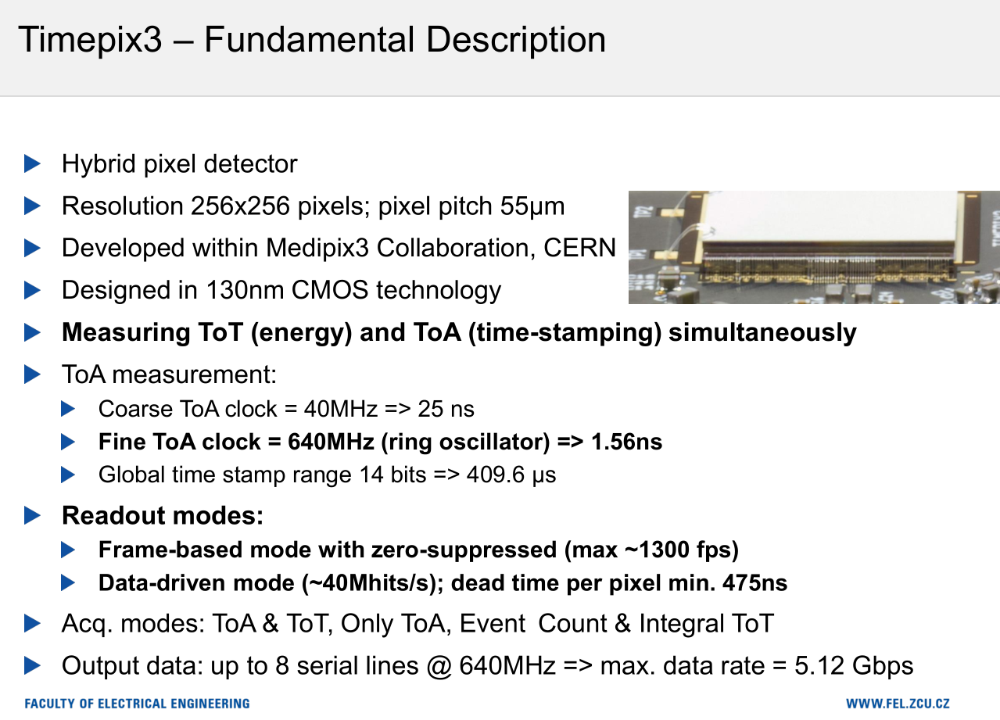 Timepix3 – Fundamental Description
Hybrid pixel detector
Resolution 256x256 pixels; pixel pitch 55µm
Developed within Medipix3 Collaboration, CERN
Designed in 130nm CMOS technology
Measuring ToT (energy) and ToA (time-stamping) simultaneously
ToA measurement:
Coarse ToA clock = 40MHz => 25 ns
Fine ToA clock = 640MHz (ring oscillator) => 1.56ns
Global time stamp range 14 bits => 409.6 µs
Readout modes:
Frame-based mode with zero-suppressed (max ~1300 fps)
Data-driven mode (~40Mhits/s); dead time per pixel min. 475ns
Acq. modes: ToA & ToT, Only ToA, Event Count & Integral ToT
Output data: up to 8 serial lines @ 640MHz => max. data rate = 5.12 Gbps
FACULTY OF ELECTRICAL ENGINEERING
WWW.FEL.ZCU.CZ